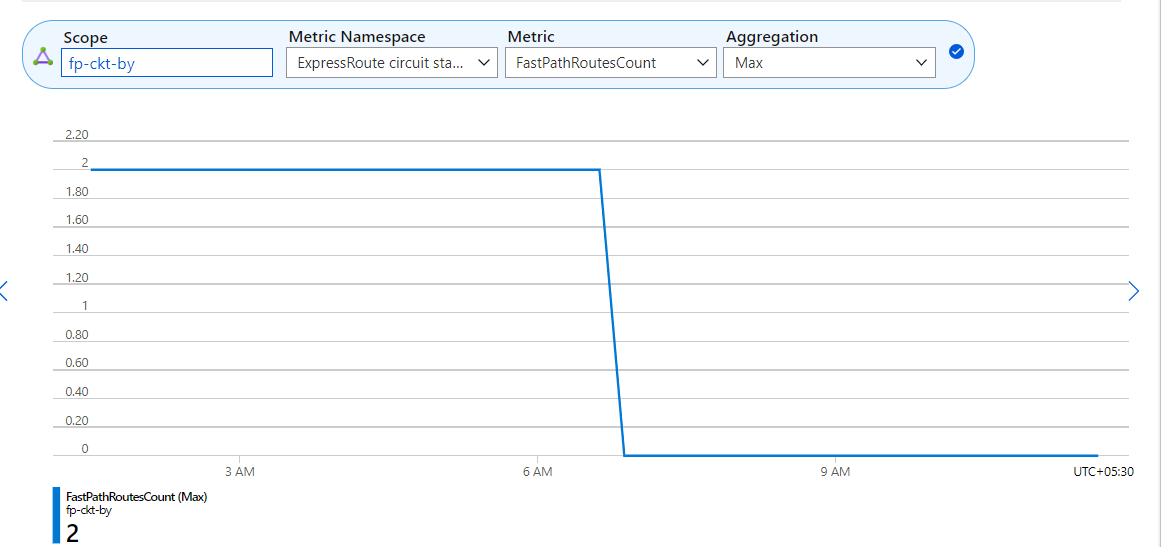 Scope
Metric Namespace
Metric
Aggregation
fp-ckt-by
ExpressRoute circuit sta...
FastPathRoutesCount
Max
2.20
2
1.80
1.60
1.40
1.20
1
0.80
0.60
0.40
0.20
0
3 AM
6 AM
9 AM
UTC+05:30
FastPathRoutesCount (Max)
fp-ckt-by
2